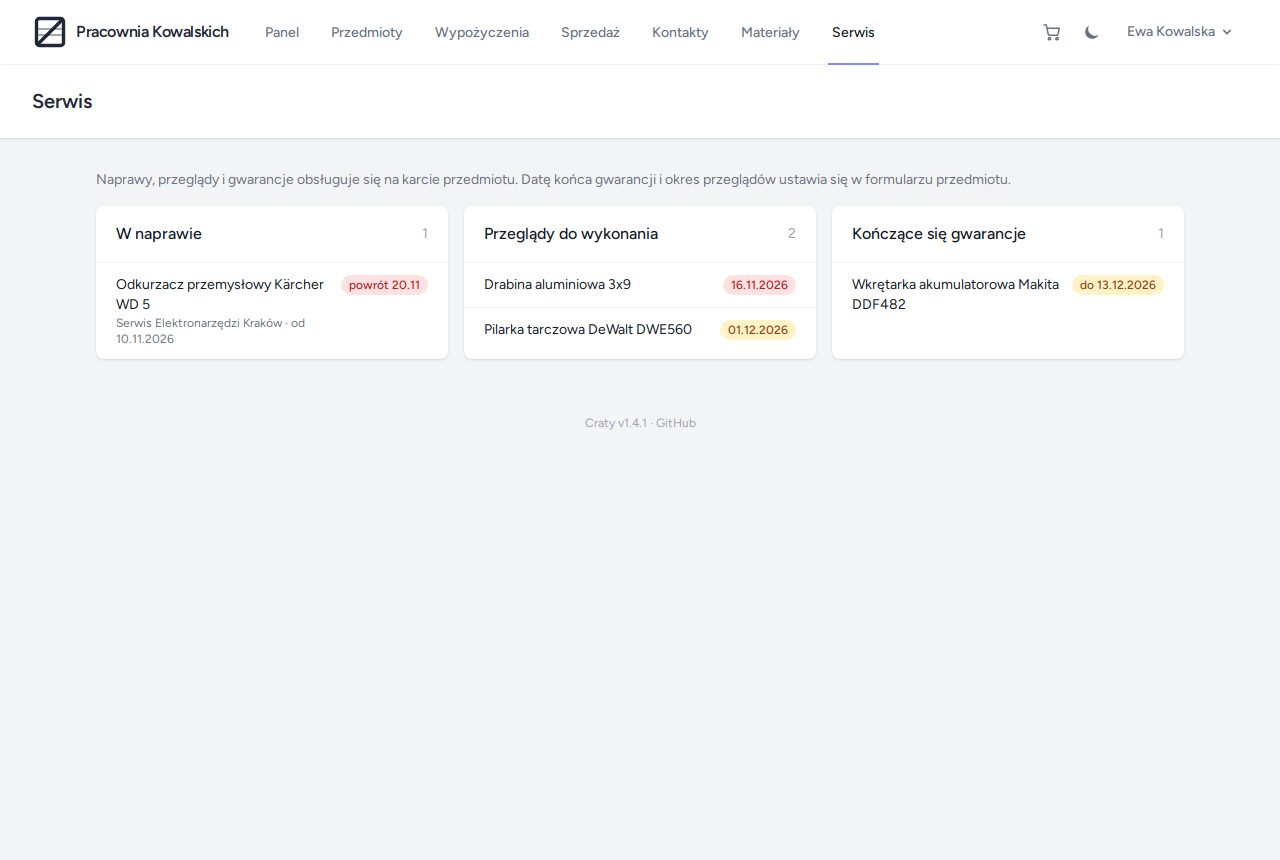 Pracownia Kowalskich
Panel
Przedmioty
Wypożyczenia
Sprzedaż
Kontakty
Materiały
Serwis
Ewa Kowalska
Serwis
Naprawy, przeglądy i gwarancje obsługuje się na karcie przedmiotu. Datę końca gwarancji i okres przeglądów ustawia się w formularzu przedmiotu.
W naprawie 1
Odkurzacz przemysłowy Kärcher
WD 5
powrót 20.11
Serwis Elektronarzędzi Kraków · od
10.11.2026
Przeglądy do wykonania 2
Drabina aluminiowa 3x9 16.11.2026
Pilarka tarczowa DeWalt DWE560 01.12.2026
Kończące się gwarancje 1
Wkrętarka akumulatorowa Makita
DDF482
do 13.12.2026
Craty v1.4.1 · GitHub